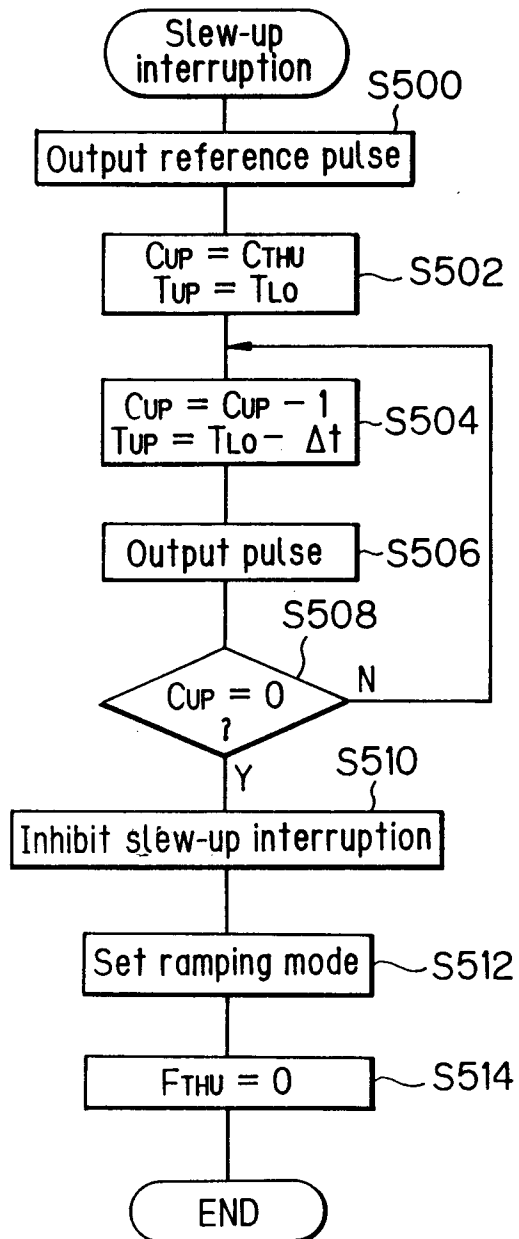 Slew-up
interruption
S500
Output reference pulse
CUP = CTHU
TUP = TLO
S502
CUP = CUP - 1
TUP = TLO - Δt
S504
Output pulse
S506
S508
CUP = 0
?
N
Y
S510
Inhibit slew-up interruption
Set ramping mode
S512
FTHU = 0
S514
END